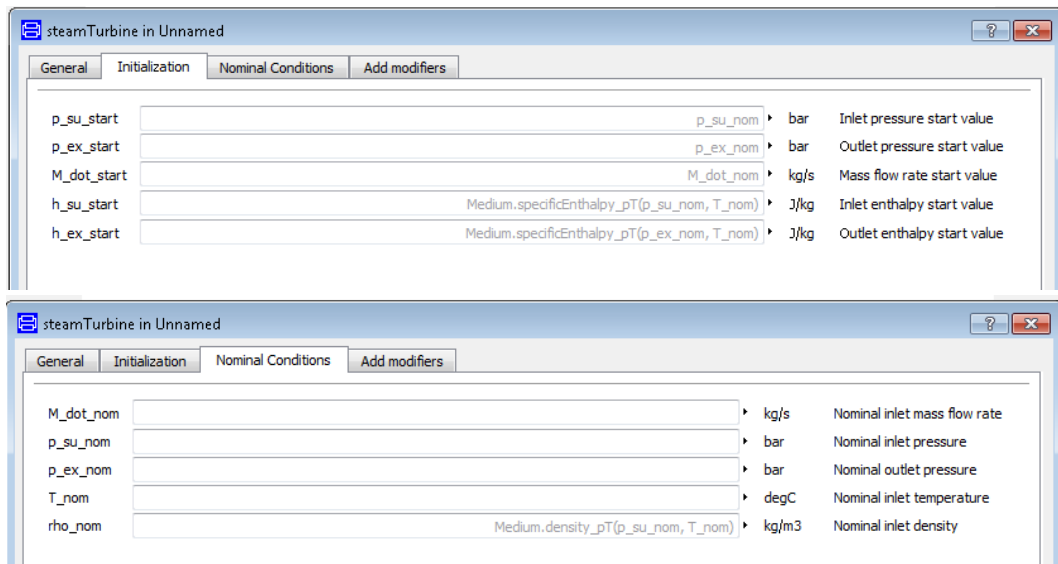 steamTurbine in Unnamed
General Initialization Nominal Conditions Add modifiers
p_su_start p_su_nom bar Inlet pressure start value
p_ex_start p_ex_nom bar Outlet pressure start value
M_dot_start M_dot_nom kg/s Mass flow rate start value
h_su_start Medium.specificEnthalpy_pT(p_su_nom, T_nom) J/kg Inlet enthalpy start value
h_ex_start Medium.specificEnthalpy_pT(p_ex_nom, T_nom) J/kg Outlet enthalpy start value
steamTurbine in Unnamed
General Initialization Nominal Conditions Add modifiers
M_dot_nom kg/s Nominal inlet mass flow rate
p_su_nom bar Nominal inlet pressure
p_ex_nom bar Nominal outlet pressure
T_nom degC Nominal inlet temperature
rho_nom Medium.density_pT(p_su_nom, T_nom) kg/m3 Nominal inlet density